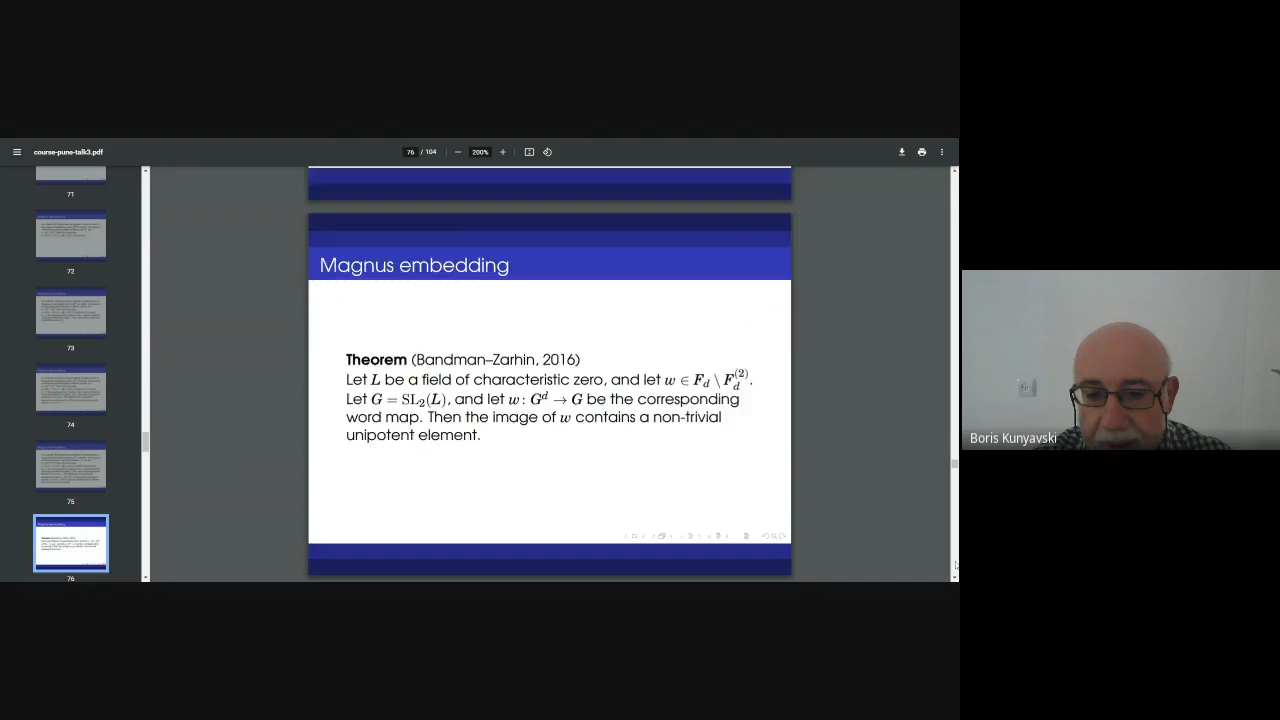 course-pune-talk3.pdf
76 / 104
200%
71
72
73
74
75
76
Magnus embedding
Theorem (Bandman–Zarhin, 2016)
Let L be a field of characteristic zero, and let w ∈ F_d \ F_d^(2).
Let G = SL₂(L), and let w : G^d → G be the corresponding
word map. Then the image of w contains a non-trivial
unipotent element.
Boris Kunyavski